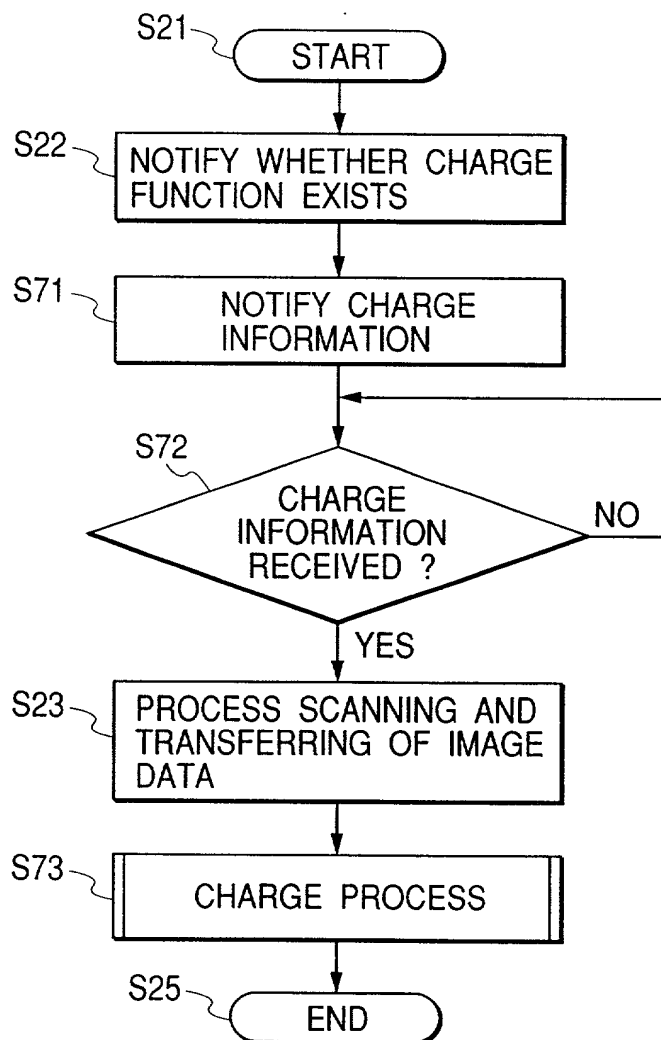 S21
START
S22
NOTIFY WHETHER CHARGE
FUNCTION EXISTS
S71
NOTIFY CHARGE
INFORMATION
S72
CHARGE
INFORMATION
RECEIVED ?
NO
YES
S23
PROCESS SCANNING AND
TRANSFERRING OF IMAGE
DATA
S73
CHARGE PROCESS
S25
END